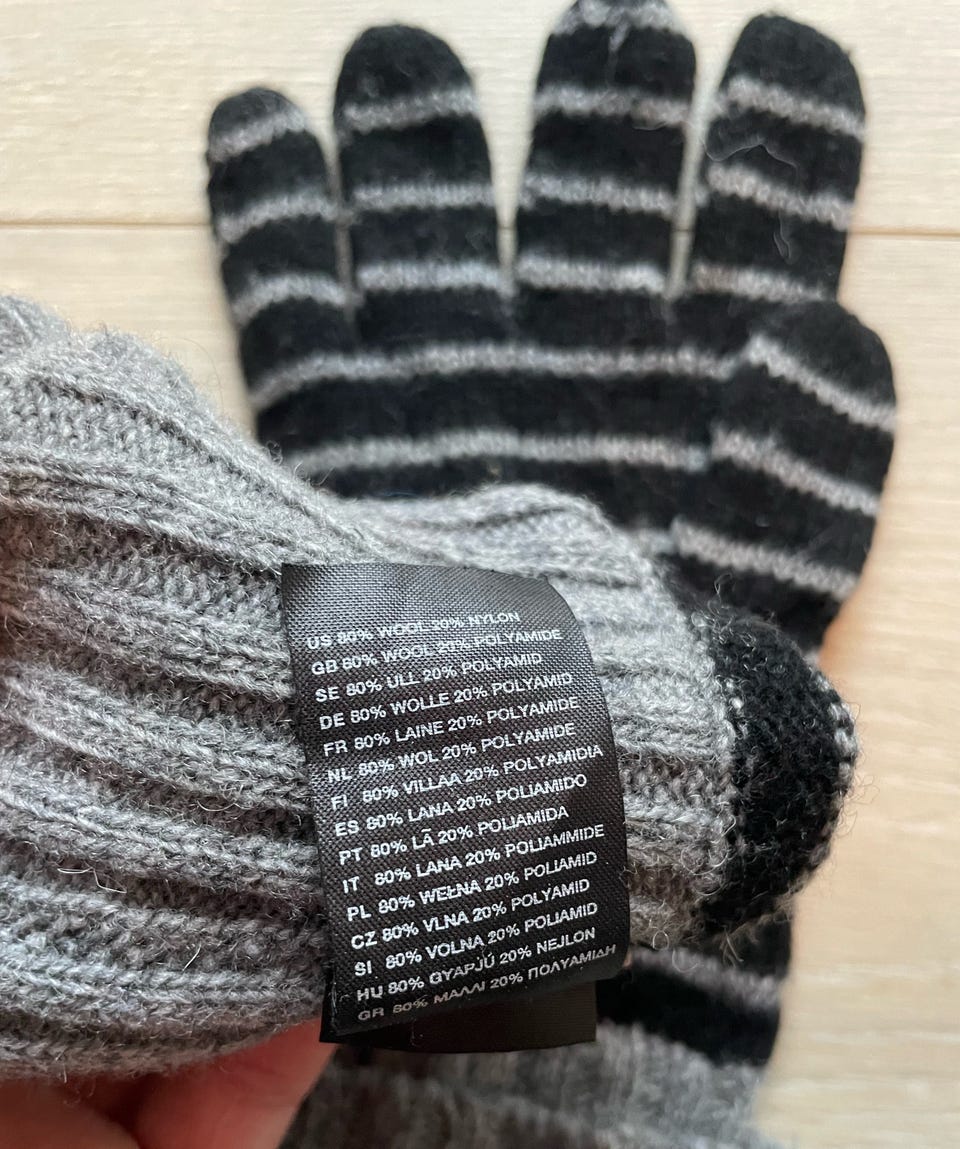 US 80% WOOL 20% NYLON
GB 80% WOOL 20% POLYAMIDE
SE 80% ULL 20% POLYAMID
DE 80% WOLLE 20% POLYAMID
FR 80% LAINE 20% POLYAMIDE
NL 80% WOL 20% POLYAMIDE
FI 80% VILLAA 20% POLYAMIDIA
ES 80% LANA 20% POLIAMIDO
PT 80% LÃ 20% POLIAMIDA
IT 80% LANA 20% POLIAMMIDE
PL 80% WEŁNA 20% POLIAMID
CZ 80% VLNA 20% POLYAMID
SI 80% VOLNA 20% POLIAMID
HU 80% GYAPJÚ 20% NEJLON
GR 80% ΜΑΛΛΙ 20% ΠΟΛΥΑΜΙΔΗ